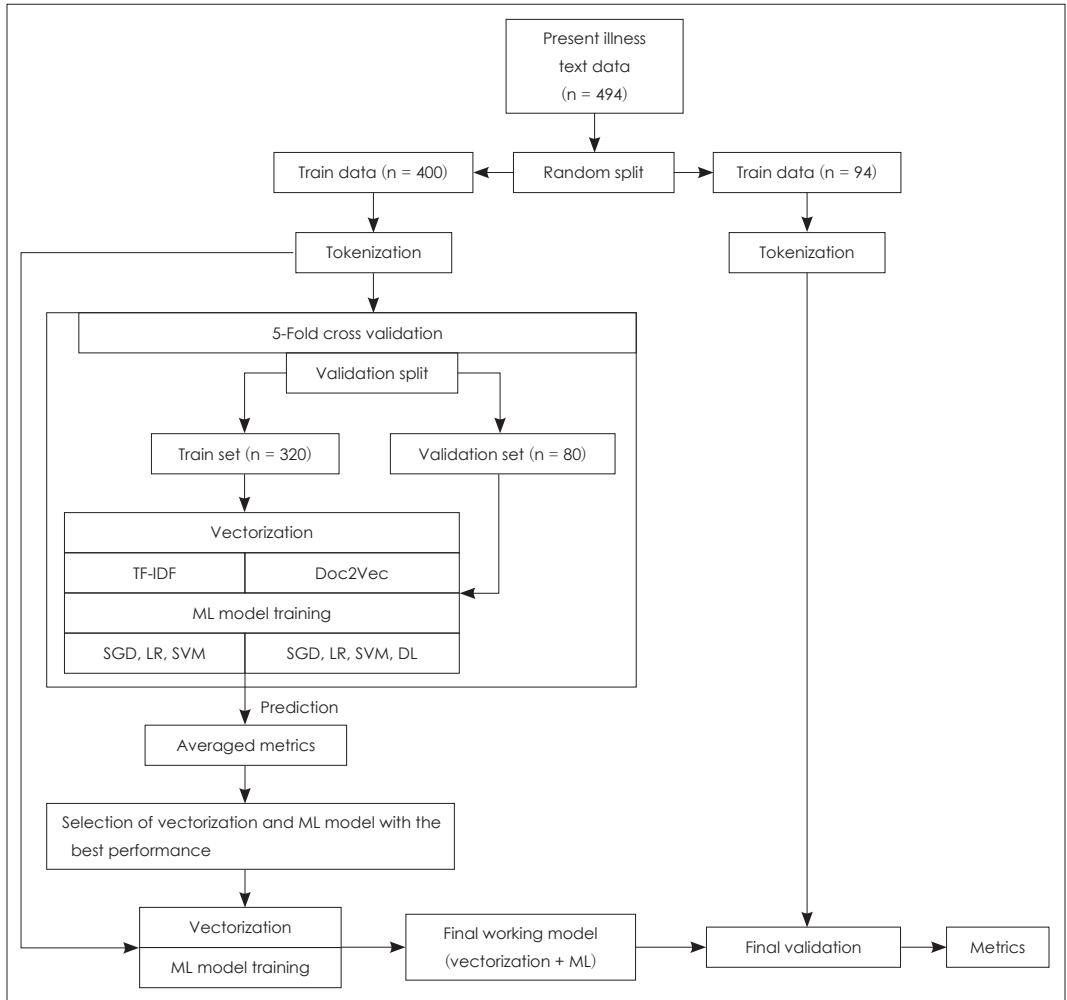 Present illness
text data
(n = 494)
Train data (n = 400)
Random split
Train data (n = 94)
Tokenization
Tokenization
5-Fold cross validation
Validation split
Train set (n = 320)
Validation set (n = 80)
Vectorization
TF-IDF
Doc2Vec
ML model training
SGD, LR, SVM
SGD, LR, SVM, DL
Prediction
Averaged metrics
Selection of vectorization and ML model with the
best performance
Vectorization
ML model training
Final working model
(vectorization + ML)
Final validation
Metrics